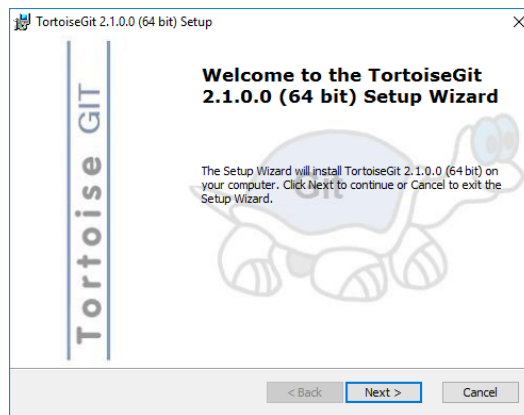 TortoiseGit 2.1.0.0 (64 bit) Setup
Tortoise GIT
Welcome to the TortoiseGit
2.1.0.0 (64 bit) Setup Wizard
The Setup Wizard will install TortoiseGit 2.1.0.0 (64 bit) on
your computer. Click Next to continue or Cancel to exit the
Setup Wizard.
Git
< Back
Next >
Cancel